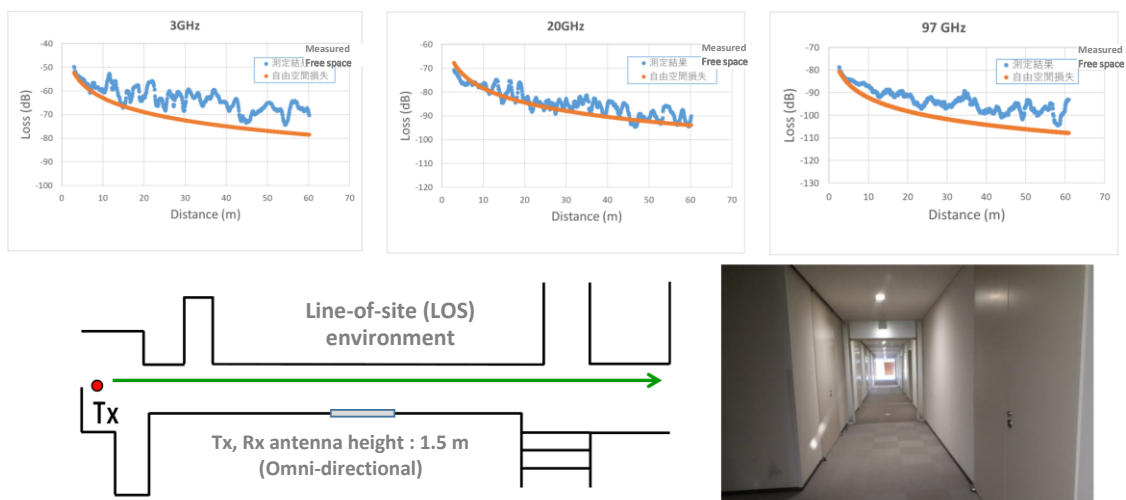 3GHz
-40
-50
-60
-70
-80
-90
-100
0 10 20 30 40 50 60 70
Loss (dB)
Distance (m)
測定結果
自由空間損失
Measured
Free space
20GHz
-60
-70
-80
-90
-100
-110
-120
0 10 20 30 40 50 60 70
Loss (dB)
Distance (m)
測定結果
自由空間損失
Measured
Free space
97 GHz
-70
-80
-90
-100
-110
-120
-130
0 10 20 30 40 50 60 70
Loss (dB)
Distance (m)
測定結果
自由空間損失
Measured
Free space
Line-of-site (LOS)
environment
Tx
Tx, Rx antenna height : 1.5 m
(Omni-directional)